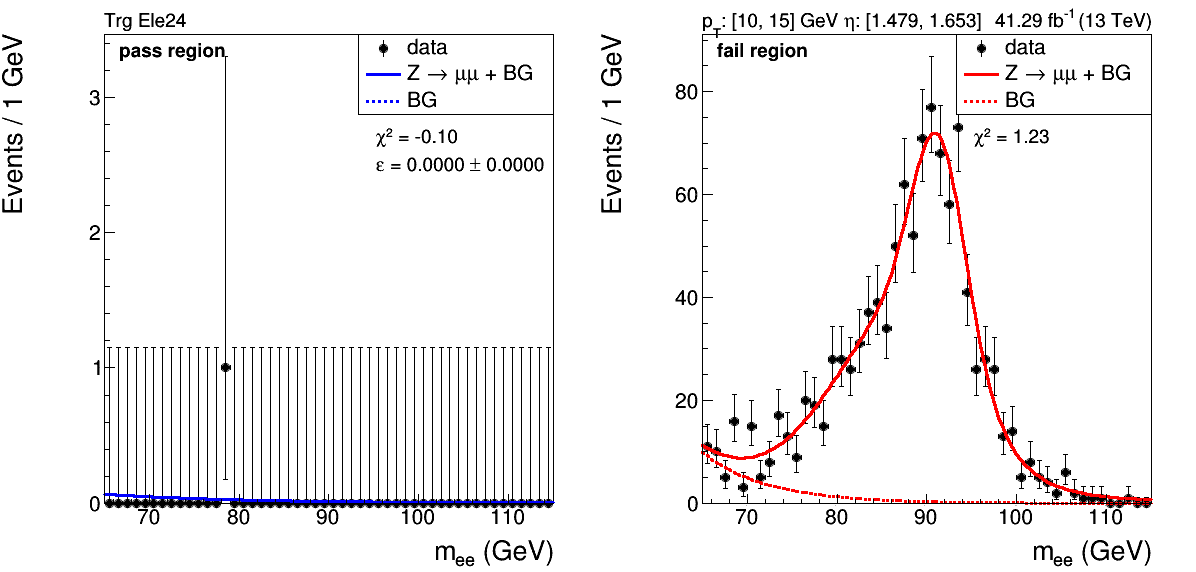 Trg Ele24
pass region
data
Z → μμ + BG
BG
χ² = -0.10
ε = 0.0000 ± 0.0000
Events / 1 GeV
3
2
1
0
70 80 90 100 110
m_ee (GeV)
p_T: [10, 15] GeV η: [1.479, 1.653] 41.29 fb⁻¹ (13 TeV)
fail region
data
Z → μμ + BG
BG
χ² = 1.23
Events / 1 GeV
80
60
40
20
0
70 80 90 100 110
m_ee (GeV)